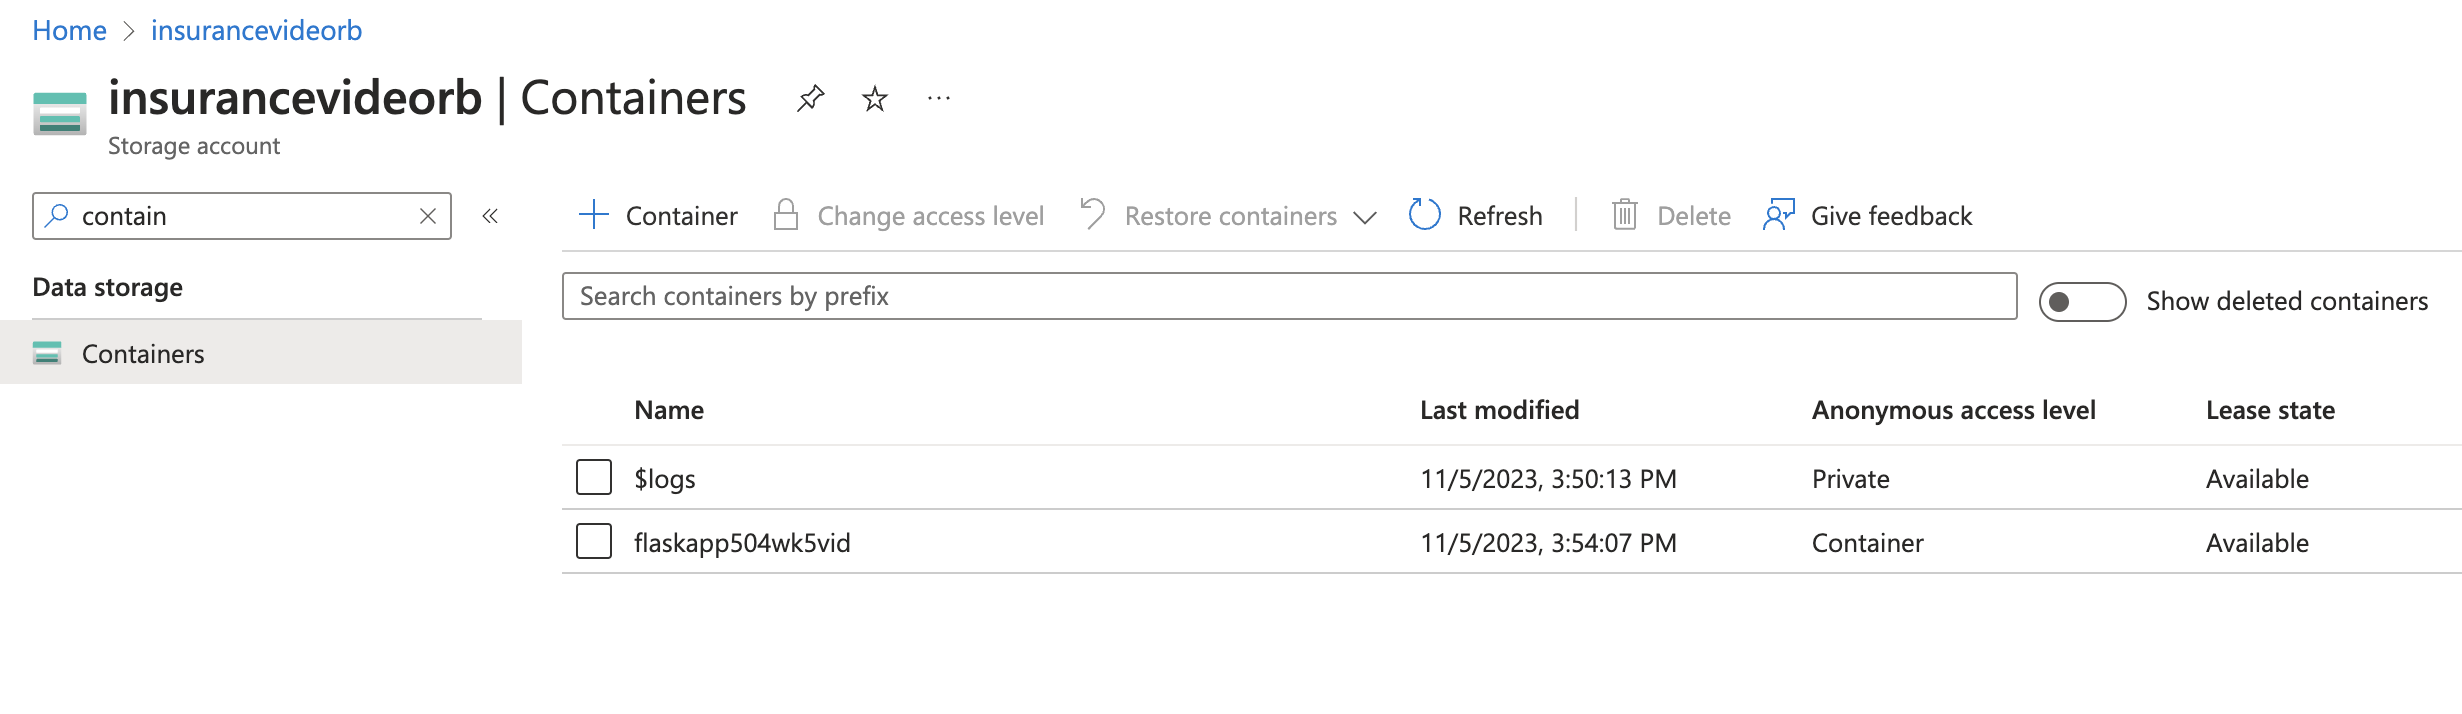 Home > insurancevideorb
insurancevideorb | Containers
Storage account
contain
Container Change access level Restore containers Refresh Delete Give feedback
Data storage
Search containers by prefix
Show deleted containers
Containers
Name Last modified Anonymous access level Lease state
$logs 11/5/2023, 3:50:13 PM Private Available
flaskapp504wk5vid 11/5/2023, 3:54:07 PM Container Available